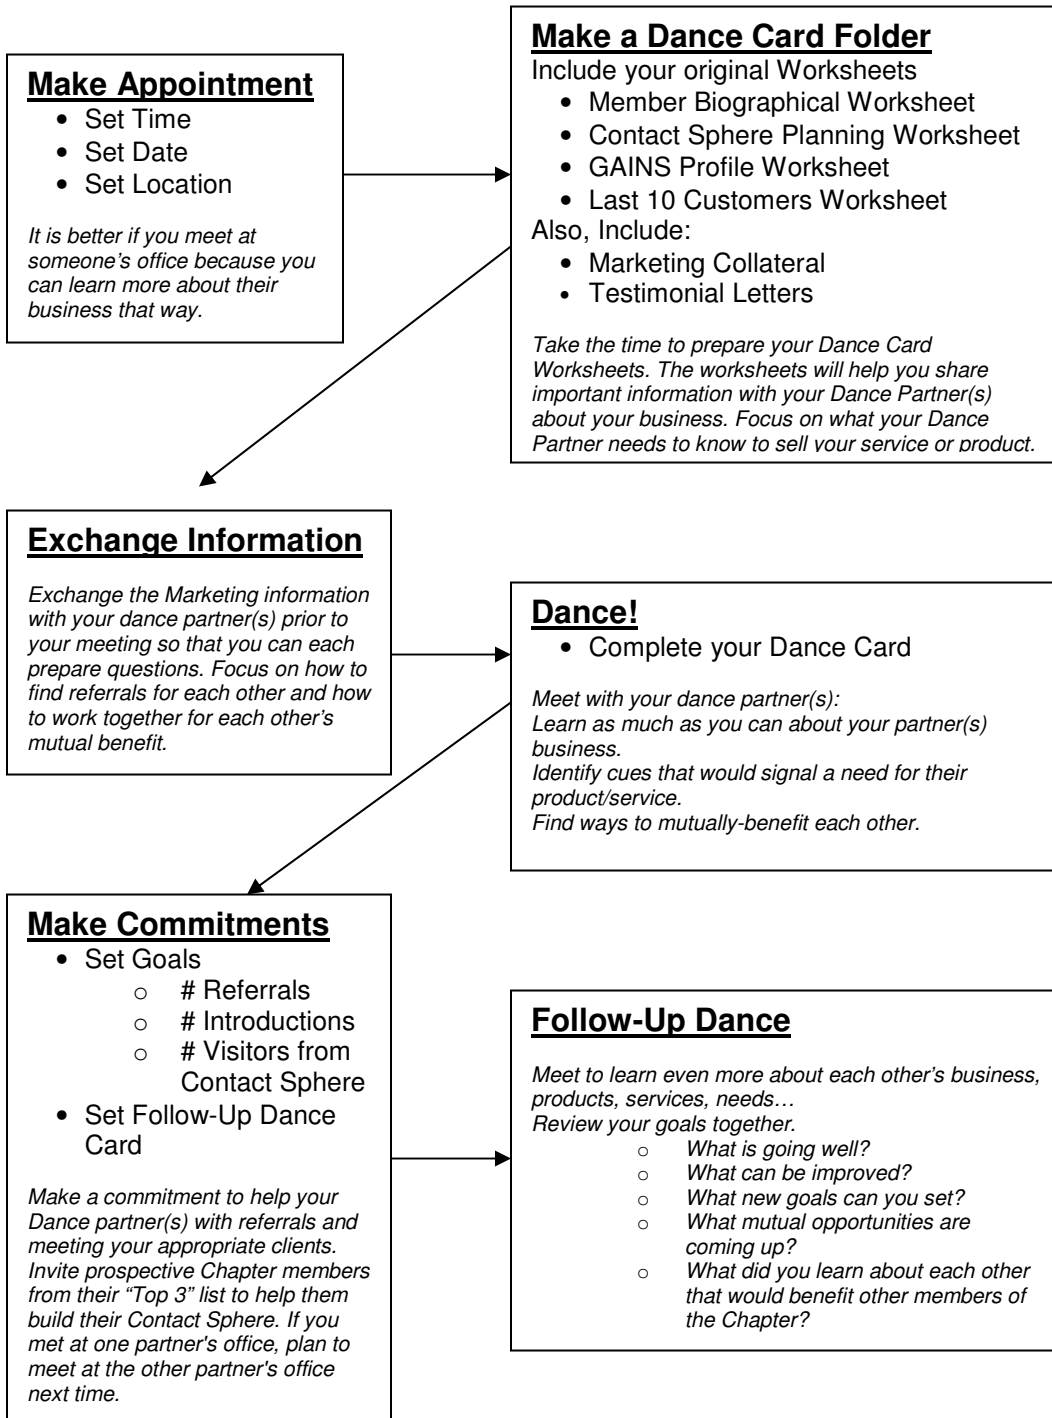 Make Appointment
• Set Time
• Set Date
• Set Location
It is better if you meet at
someone's office because you
can learn more about their
business that way.
Make a Dance Card Folder
Include your original Worksheets
• Member Biographical Worksheet
• Contact Sphere Planning Worksheet
• GAINS Profile Worksheet
• Last 10 Customers Worksheet
Also, Include:
• Marketing Collateral
• Testimonial Letters
Take the time to prepare your Dance Card
Worksheets. The worksheets will help you share
important information with your Dance Partner(s)
about your business. Focus on what your Dance
Partner needs to know to sell your service or product.
Exchange Information
Exchange the Marketing information
with your dance partner(s) prior to
your meeting so that you can each
prepare questions. Focus on how to
find referrals for each other and how
to work together for each other's
mutual benefit.
Dance!
• Complete your Dance Card
Meet with your dance partner(s):
Learn as much as you can about your partner(s)
business.
Identify cues that would signal a need for their
product/service.
Find ways to mutually-benefit each other.
Make Commitments
• Set Goals
o # Referrals
o # Introductions
o # Visitors from
Contact Sphere
• Set Follow-Up Dance
Card
Make a commitment to help your
Dance partner(s) with referrals and
meeting your appropriate clients.
Invite prospective Chapter members
from their “Top 3” list to help them
build their Contact Sphere. If you
met at one partner's office, plan to
meet at the other partner's office
next time.
Follow-Up Dance
Meet to learn even more about each other's business,
products, services, needs…
Review your goals together.
o What is going well?
o What can be improved?
o What new goals can you set?
o What mutual opportunities are
coming up?
o What did you learn about each other
that would benefit other members of
the Chapter?